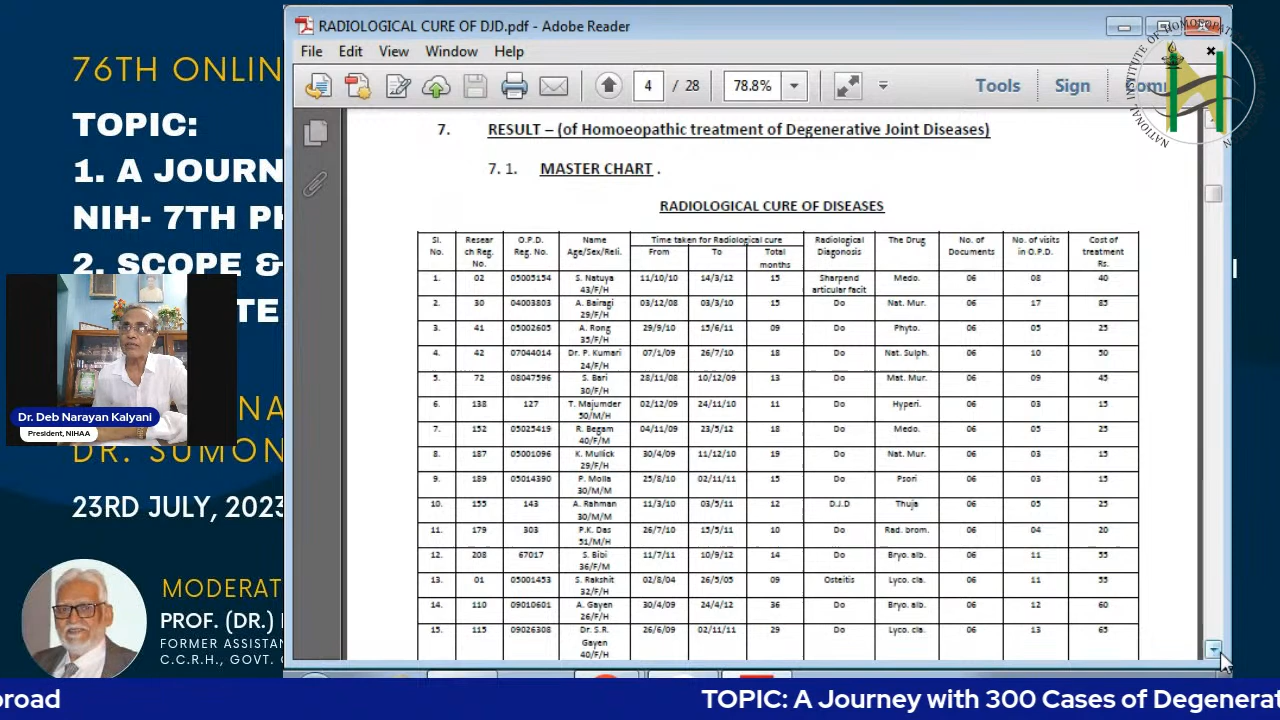 76TH ONLIN
TOPIC:
1. A JOURN
NIH- 7TH PH
2. SCOPE &
TE
Dr. Deb Narayan Kalyani
President, NIHAA
NA
DR. SUMON
23RD JULY, 2023
MODERAT
PROF. (DR.)
FORMER ASSISTAN
C.C.R.H., GOVT.
RADIOLOGICAL CURE OF DJD.pdf - Adobe Reader
File Edit View Window Help
4 / 28 78.8% Tools Sign Com
7. RESULT – (of Homoeopathic treatment of Degenerative Joint Diseases)
7. 1. MASTER CHART .
RADIOLOGICAL CURE OF DISEASES
Sl. No. Resear ch Reg. No. O.P.D. Reg. No. Name Age/Sex/Reli. Time taken for Radiological cure From To Total months Radiological Diagonosis The Drug No. of Documents No. of visits in O.P.D. Cost of treatment Rs.
1. 02 05005154 S. Natuya 43/F/H 11/10/10 14/3/12 15 Sharpend articular facit Medo. 06 08 40
2. 30 04003803 A. Bairagi 29/F/H 03/12/08 03/3/10 15 Do Nat. Mur. 06 17 85
3. 41 05002605 A. Rong 35/F/H 29/9/10 15/6/11 09 Do Phyto. 06 05 25
4. 42 07044014 Dr. P. Kumari 24/F/H 07/1/09 26/7/10 18 Do Nat. Sulph. 06 10 50
5. 72 08047596 S. Bari 30/F/H 28/11/08 10/12/09 13 Do Mat. Mur. 06 09 45
6. 138 127 T. Majumder 50/M/H 02/12/09 24/11/10 11 Do Hyperi. 06 03 15
7. 152 05025419 R. Begam 40/F/M 04/11/09 23/5/12 18 Do Medo. 06 05 25
8. 187 05001096 K. Mullick 29/F/H 30/4/09 11/12/10 19 Do Nat. Mur. 06 03 15
9. 189 05014390 P. Molla 30/M/M 25/8/10 02/11/11 15 Do Psori 06 03 15
10. 155 143 A. Rahman 30/M/M 11/3/10 03/5/11 12 D.J.D Thuja 06 05 25
11. 179 303 P.K. Das 51/M/H 26/7/10 15/5/11 10 Do Rad. brom. 06 04 20
12. 208 67017 S. Bibi 36/F/M 11/7/11 10/9/12 14 Do Bryo. alb. 06 11 55
13. 01 05001453 S. Rakshit 32/F/H 02/8/04 26/5/05 09 Osteitis Lyco. cla. 06 11 55
14. 110 09010601 A. Gayen 26/F/H 30/4/09 24/4/12 36 Do Bryo. alb. 06 12 60
15. 115 09026308 Dr. S.R. Gayen 40/F/H 26/6/09 02/11/11 29 Do Lyco. cla. 06 13 65
broad TOPIC: A Journey with 300 Cases of Degenerat